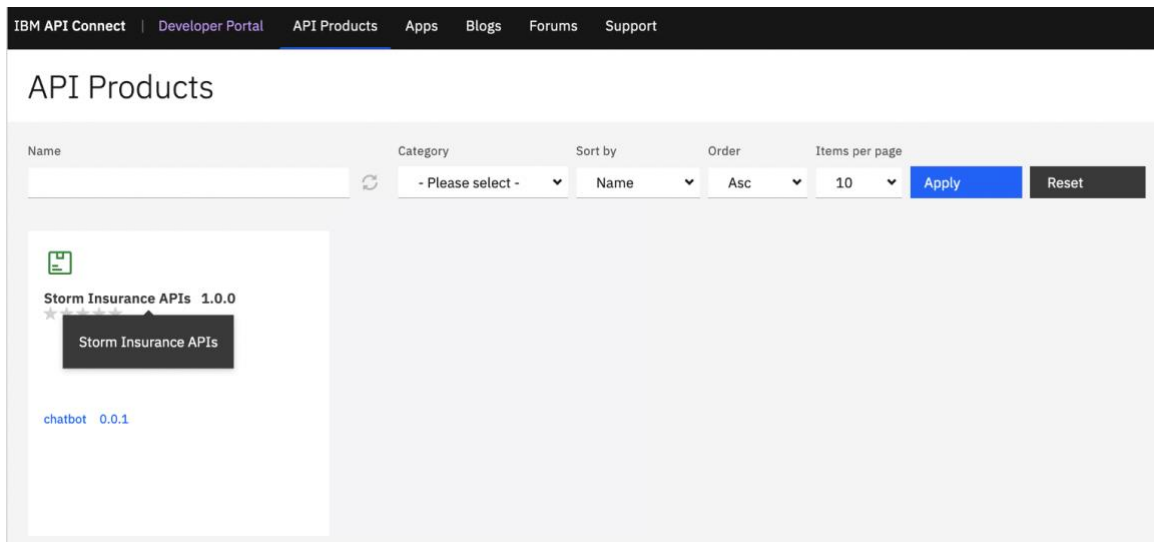 IBM API Connect | Developer Portal API Products Apps Blogs Forums Support
API Products
Name Category Sort by Order Items per page
- Please select - Name Asc 10 Apply Reset
Storm Insurance APIs 1.0.0
Storm Insurance APIs
chatbot 0.0.1